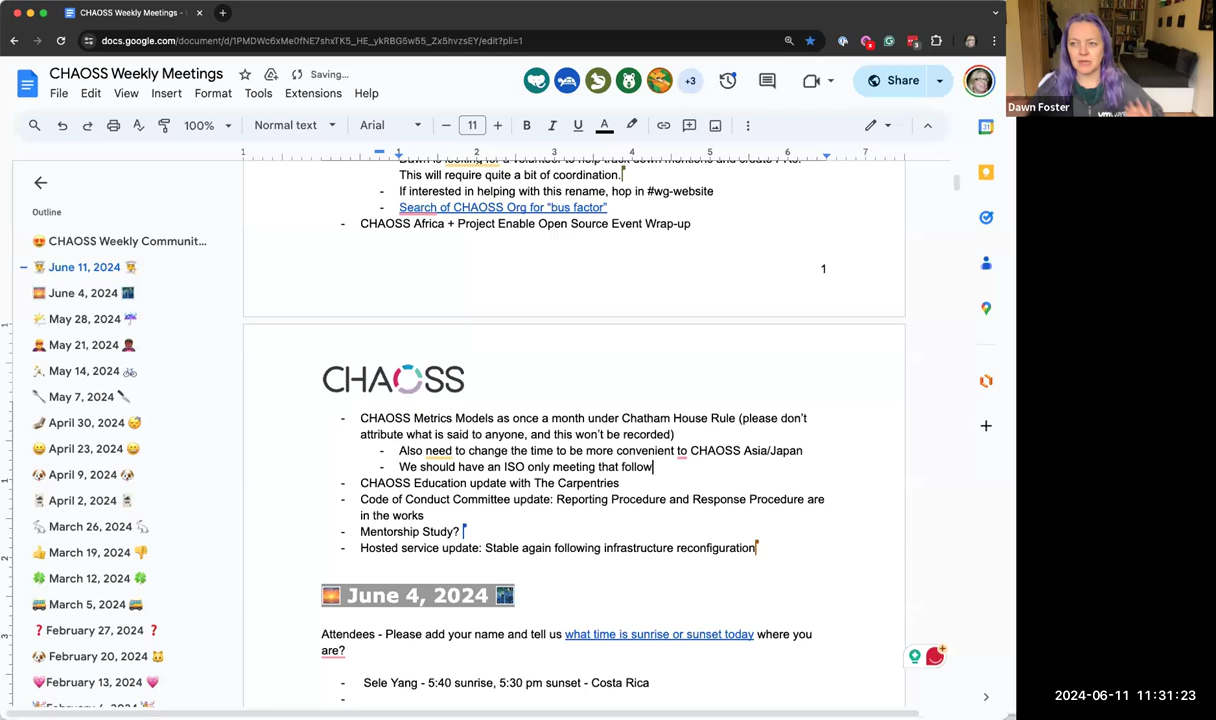 CHAOSS Weekly Meetings -
docs.google.com/document/d/1PMDWc6xMe0fNE7shxTK5_HE_ykRBG5w55_Zx5hvzsEY/edit?pli=1
CHAOSS Weekly Meetings
Saving...
File Edit View Insert Format Tools Extensions Help
+3
Share
100%
Normal text
Arial
11
B I U A
1 1 2 3 4 5 6 7
Outline
CHAOSS Weekly Communit...
June 11, 2024
June 4, 2024
May 28, 2024
May 21, 2024
May 14, 2024
May 7, 2024
April 30, 2024
April 23, 2024
April 9, 2024
April 2, 2024
March 26, 2024
March 19, 2024
March 12, 2024
March 5, 2024
February 27, 2024
February 20, 2024
February 13, 2024
This will require quite a bit of coordination.
- If interested in helping with this rename, hop in #wg-website
- Search of CHAOSS Org for “bus factor”
- CHAOSS Africa + Project Enable Open Source Event Wrap-up
1
CHAOSS
- CHAOSS Metrics Models as once a month under Chatham House Rule (please don’t
attribute what is said to anyone, and this won’t be recorded)
- Also need to change the time to be more convenient to CHAOSS Asia/Japan
- We should have an ISO only meeting that follow
- CHAOSS Education update with The Carpentries
- Code of Conduct Committee update: Reporting Procedure and Response Procedure are
in the works
- Mentorship Study?
- Hosted service update: Stable again following infrastructure reconfiguration
June 4, 2024
Attendees - Please add your name and tell us what time is sunrise or sunset today where you
are?
- Sele Yang - 5:40 sunrise, 5:30 pm sunset - Costa Rica
-
Dawn Foster
2024-06-11 11:31:23